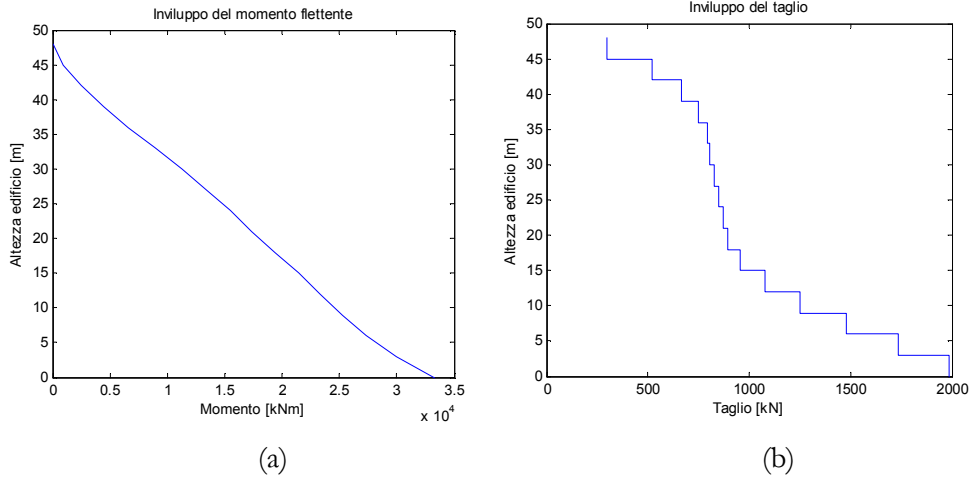 Inviluppo del momento flettente
50
45
40
35
30
25
20
15
10
5
0
Altezza edificio [m]
0 0.5 1 1.5 2 2.5 3 3.5
Momento [kNm]
x 10^4
(a)
Inviluppo del taglio
50
45
40
35
30
25
20
15
10
5
0
Altezza edificio [m]
0 500 1000 1500 2000
Taglio [kN]
(b)